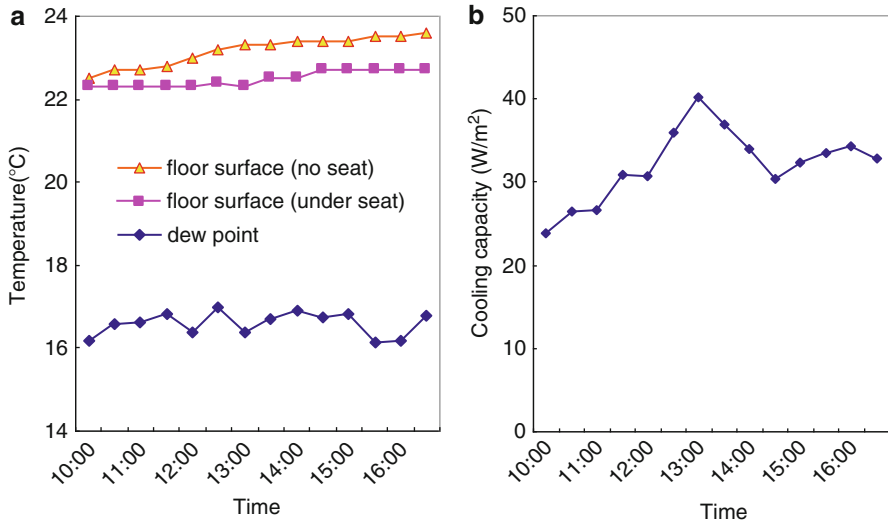 a
24
22
20
18
16
14
Temperature(°C)
floor surface (no seat)
floor surface (under seat)
dew point
10:00
11:00
12:00
13:00
14:00
15:00
16:00
Time
b
50
40
30
20
10
0
Cooling capacity (W/m²)
10:00
11:00
12:00
13:00
14:00
15:00
16:00
Time